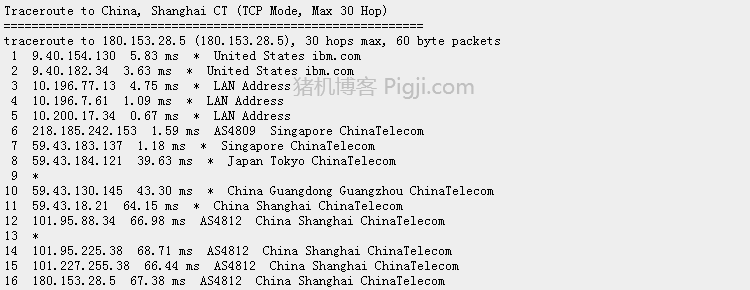 Traceroute to China, Shanghai CT (TCP Mode, Max 30 Hop)
============================================================
traceroute to 180.153.28.5 (180.153.28.5), 30 hops max, 60 byte packets
1 9.40.154.130 5.83 ms * United States ibm.com
2 9.40.182.34 3.63 ms * United States ibm.com
3 10.196.77.13 4.75 ms * LAN Address
4 10.196.7.61 1.09 ms * LAN Address
5 10.200.17.34 0.67 ms * LAN Address
6 218.185.242.153 1.59 ms AS4809 Singapore ChinaTelecom
7 59.43.183.137 1.18 ms * Singapore ChinaTelecom
8 59.43.184.121 39.63 ms * Japan Tokyo ChinaTelecom
9 *
10 59.43.130.145 43.30 ms * China Guangdong Guangzhou ChinaTelecom
11 59.43.18.21 64.15 ms * China Shanghai ChinaTelecom
12 101.95.88.34 66.98 ms AS4812 China Shanghai ChinaTelecom
13 *
14 101.95.225.38 68.71 ms AS4812 China Shanghai ChinaTelecom
15 101.227.255.38 66.44 ms AS4812 China Shanghai ChinaTelecom
16 180.153.28.5 67.38 ms AS4812 China Shanghai ChinaTelecom
猪机博客 Pigji.com